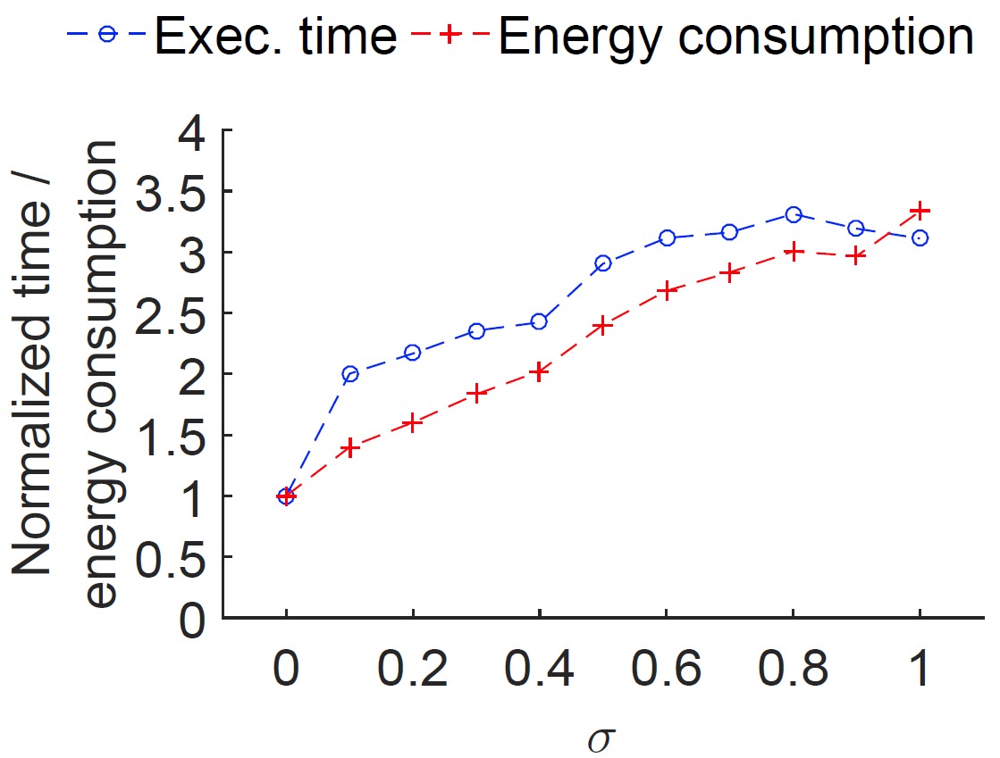 Exec. time Energy consumption
Normalized time /
energy consumption
4
3.5
3
2.5
2
1.5
1
0.5
0
0 0.2 0.4 0.6 0.8 1
σ